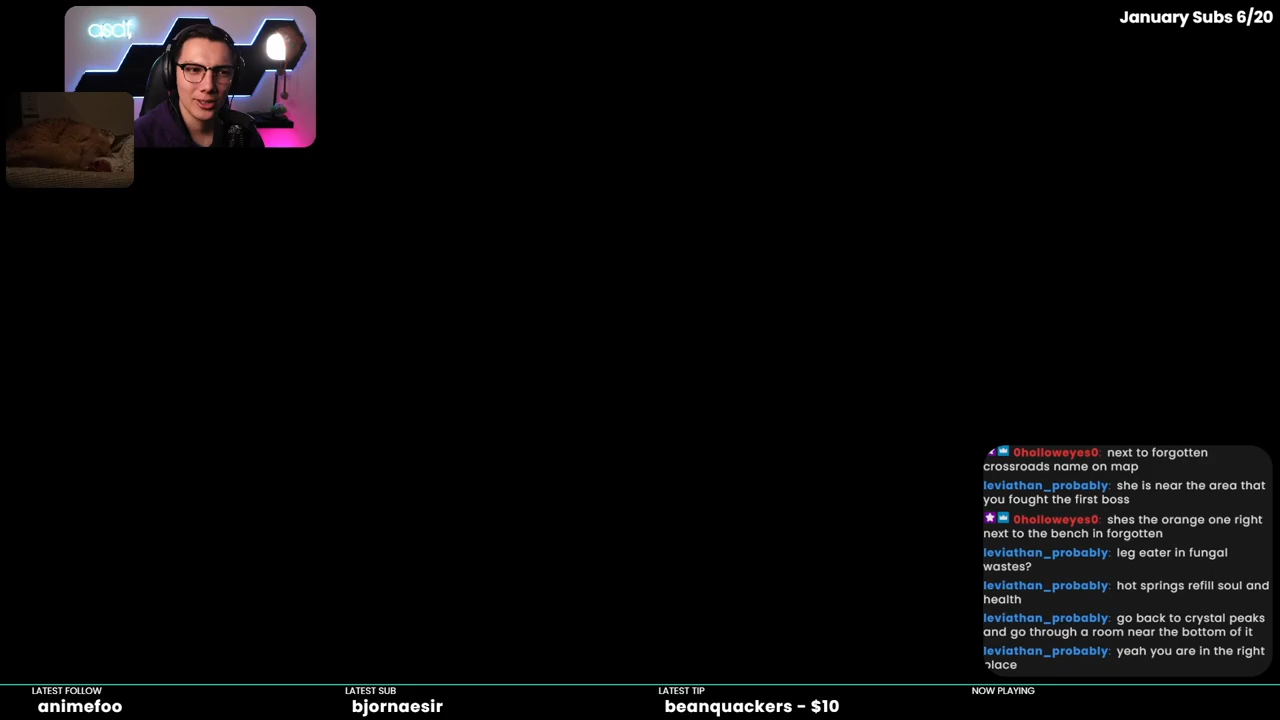 asdf
January Subs 6/20
0holloweyes0: next to forgotten
crossroads name on map
leviathan_probably: she is near the area that
you fought the first boss
0holloweyes0: shes the orange one right
next to the bench in forgotten
leviathan_probably: leg eater in fungal
wastes?
leviathan_probably: hot springs refill soul and
health
leviathan_probably: go back to crystal peaks
and go through a room near the bottom of it
leviathan_probably: yeah you are in the right
place
LATEST FOLLOW
animefoo
LATEST SUB
bjornaesir
LATEST TIP
beanquackers - $10
NOW PLAYING